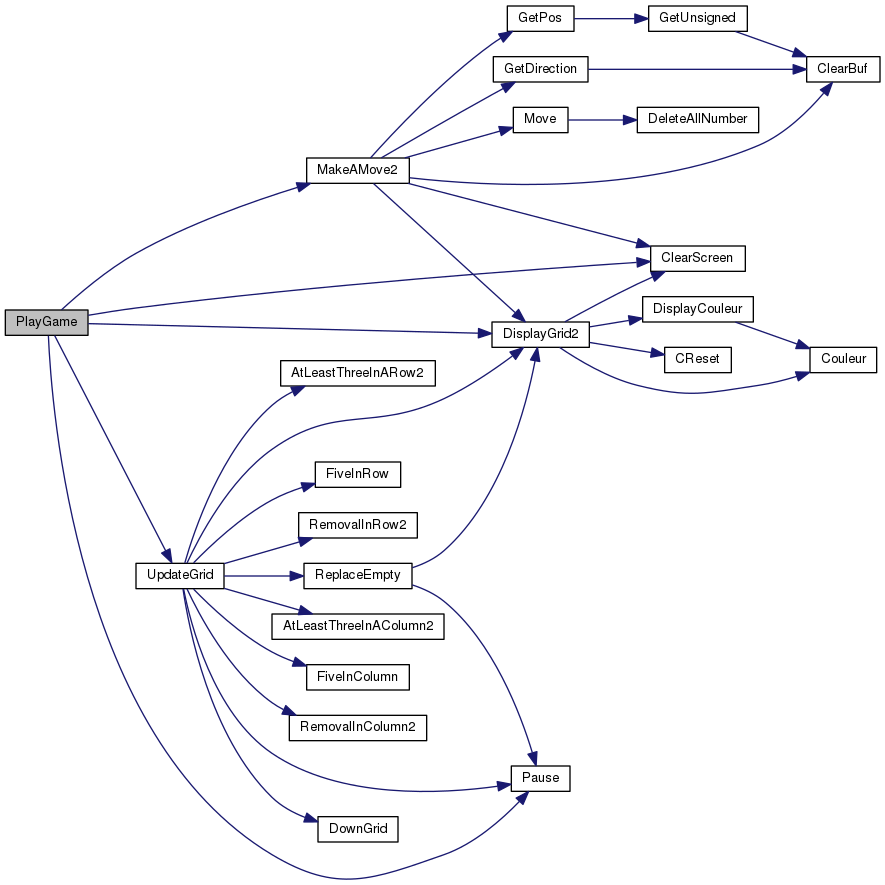 GetPos
GetUnsigned
GetDirection
ClearBuf
Move
DeleteAllNumber
MakeAMove2
ClearScreen
DisplayCouleur
PlayGame
DisplayGrid2
CReset
Couleur
AtLeastThreeInARow2
FiveInRow
RemovalInRow2
UpdateGrid
ReplaceEmpty
AtLeastThreeInAColumn2
FiveInColumn
RemovalInColumn2
Pause
DownGrid